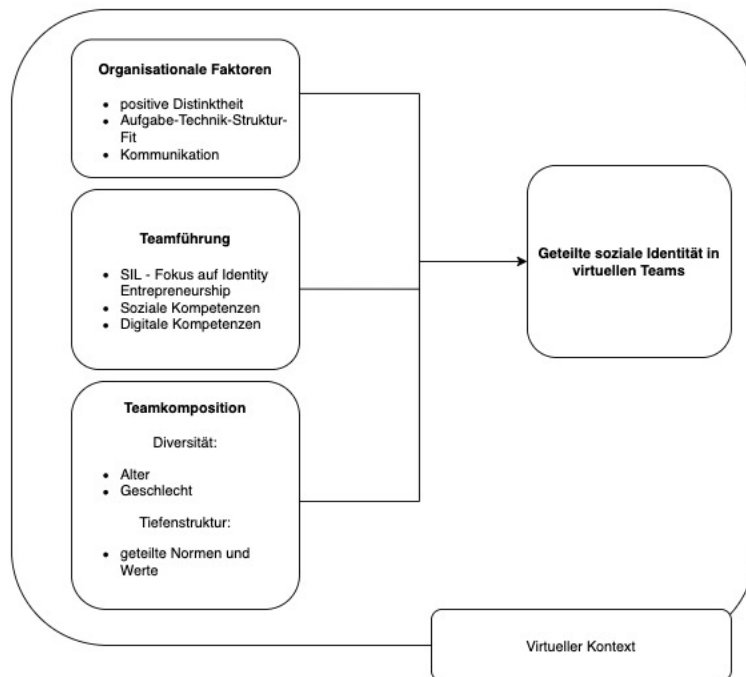 Organisationale Faktoren
• positive Distinktheit
• Aufgabe-Technik-Struktur-
Fit
• Kommunikation
Teamführung
• SIL - Fokus auf Identity
Entrepreneurship
• Soziale Kompetenzen
• Digitale Kompetenzen
Teamkomposition
Diversität:
• Alter
• Geschlecht
Tiefenstruktur:
• geteilte Normen und
Werte
Geteilte soziale Identität in
virtuellen Teams
Virtueller Kontext